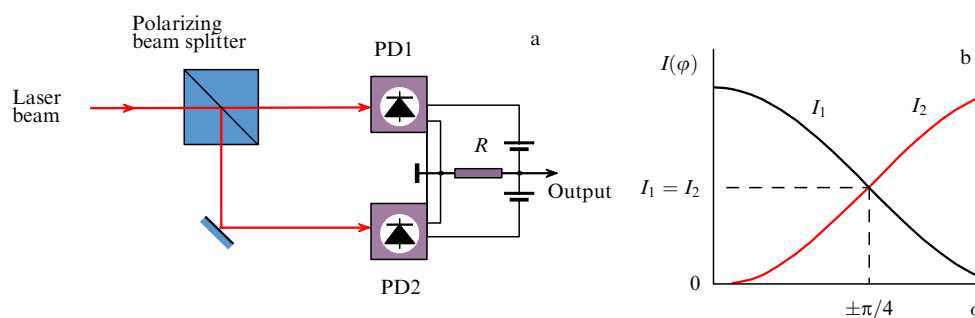 Polarizing
beam splitter
PD1
a
Laser
beam
R
Output
PD2
b
I(φ)
I₁
I₂
I₁ = I₂
0
±π/4